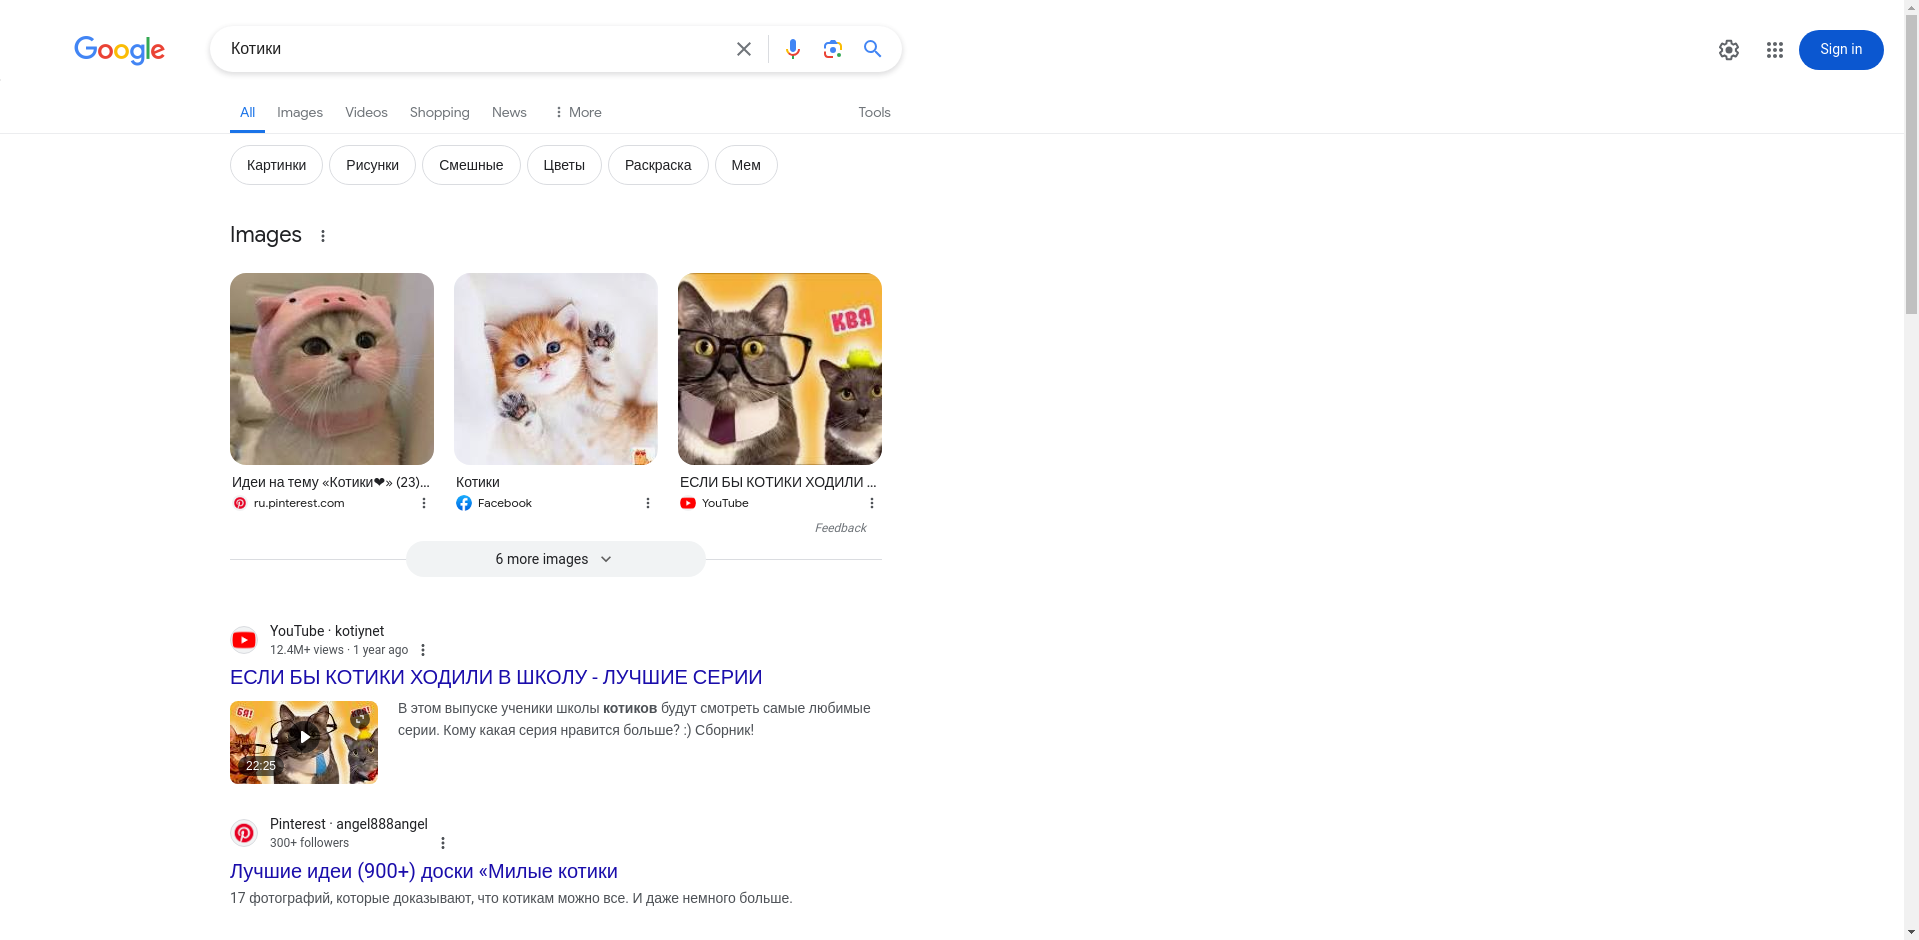 Google
Котики
Sign in
All Images Videos Shopping News More Tools
Картинки Рисунки Смешные Цветы Раскраска Мем
Images
КВЯ
Идеи на тему «Котики❤» (23)...
ru.pinterest.com
Котики
Facebook
ЕСЛИ БЫ КОТИКИ ХОДИЛИ ...
YouTube
Feedback
6 more images
YouTube · kotiynet
12.4M+ views · 1 year ago
ЕСЛИ БЫ КОТИКИ ХОДИЛИ В ШКОЛУ - ЛУЧШИЕ СЕРИИ
БЯ!
22:25
В этом выпуске ученики школы котиков будут смотреть самые любимые
серии. Кому какая серия нравится больше? :) Сборник!
Pinterest · angel888angel
300+ followers
Лучшие идеи (900+) доски «Милые котики
17 фотографий, которые доказывают, что котикам можно все. И даже немного больше.